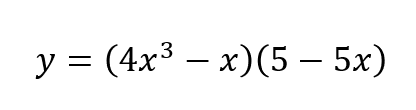 y = (4x³ − x)(5 − 5x)